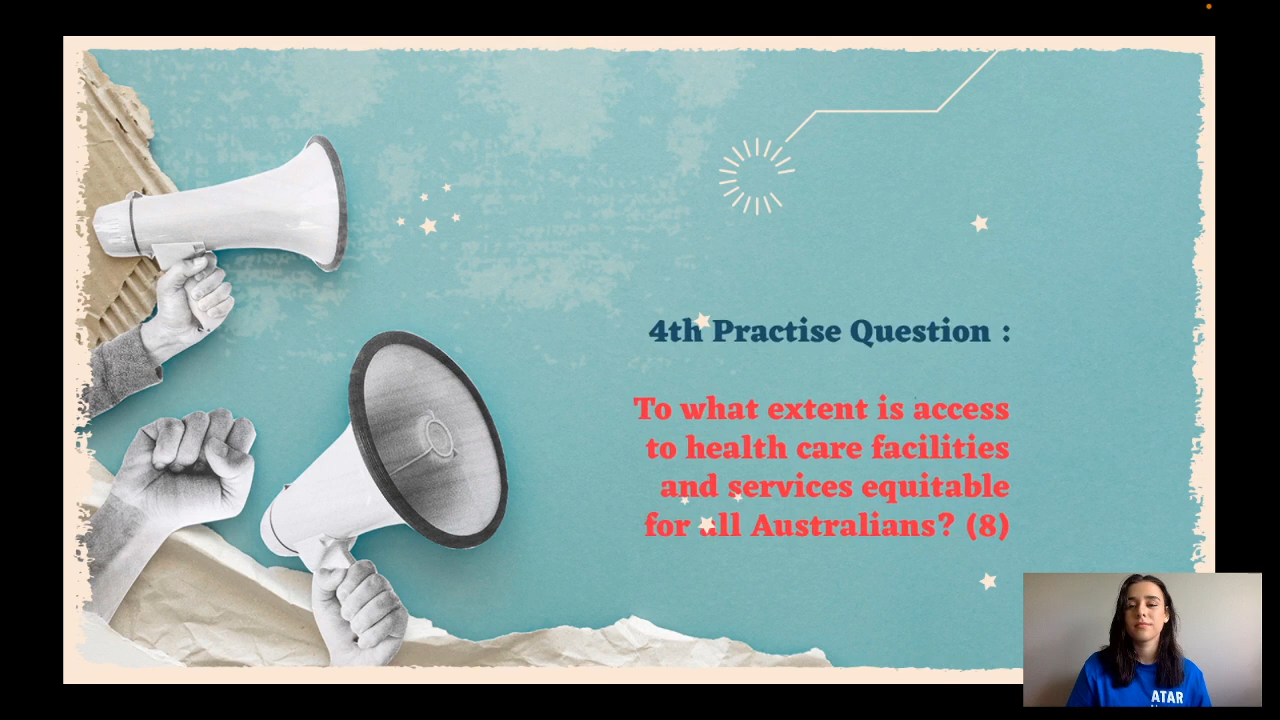 4th Practise Question :
To what extent is access
to health care facilities
and services equitable
for all Australians? (8)
ATAR